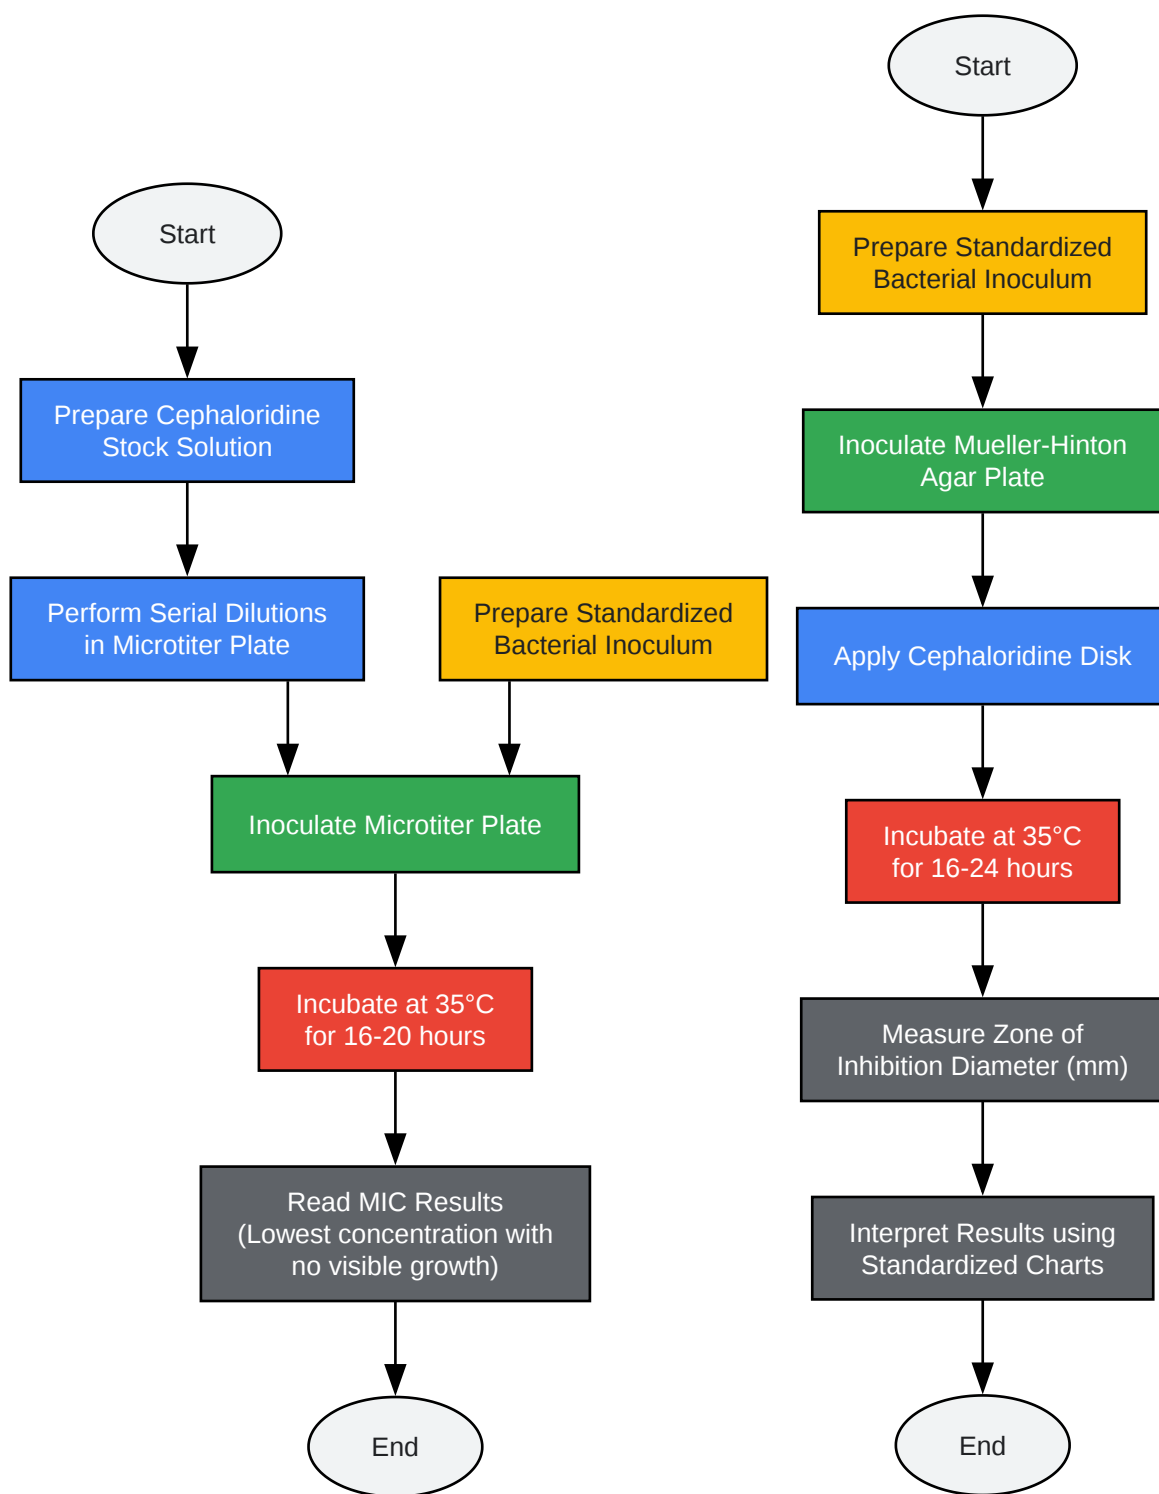 Start
Prepare Cephaloridine
Stock Solution
Perform Serial Dilutions
in Microtiter Plate
Prepare Standardized
Bacterial Inoculum
Inoculate Microtiter Plate
Incubate at 35°C
for 16-20 hours
Read MIC Results
(Lowest concentration with
no visible growth)
End
Start
Prepare Standardized
Bacterial Inoculum
Inoculate Mueller-Hinton
Agar Plate
Apply Cephaloridine Disk
Incubate at 35°C
for 16-24 hours
Measure Zone of
Inhibition Diameter (mm)
Interpret Results using
Standardized Charts
End